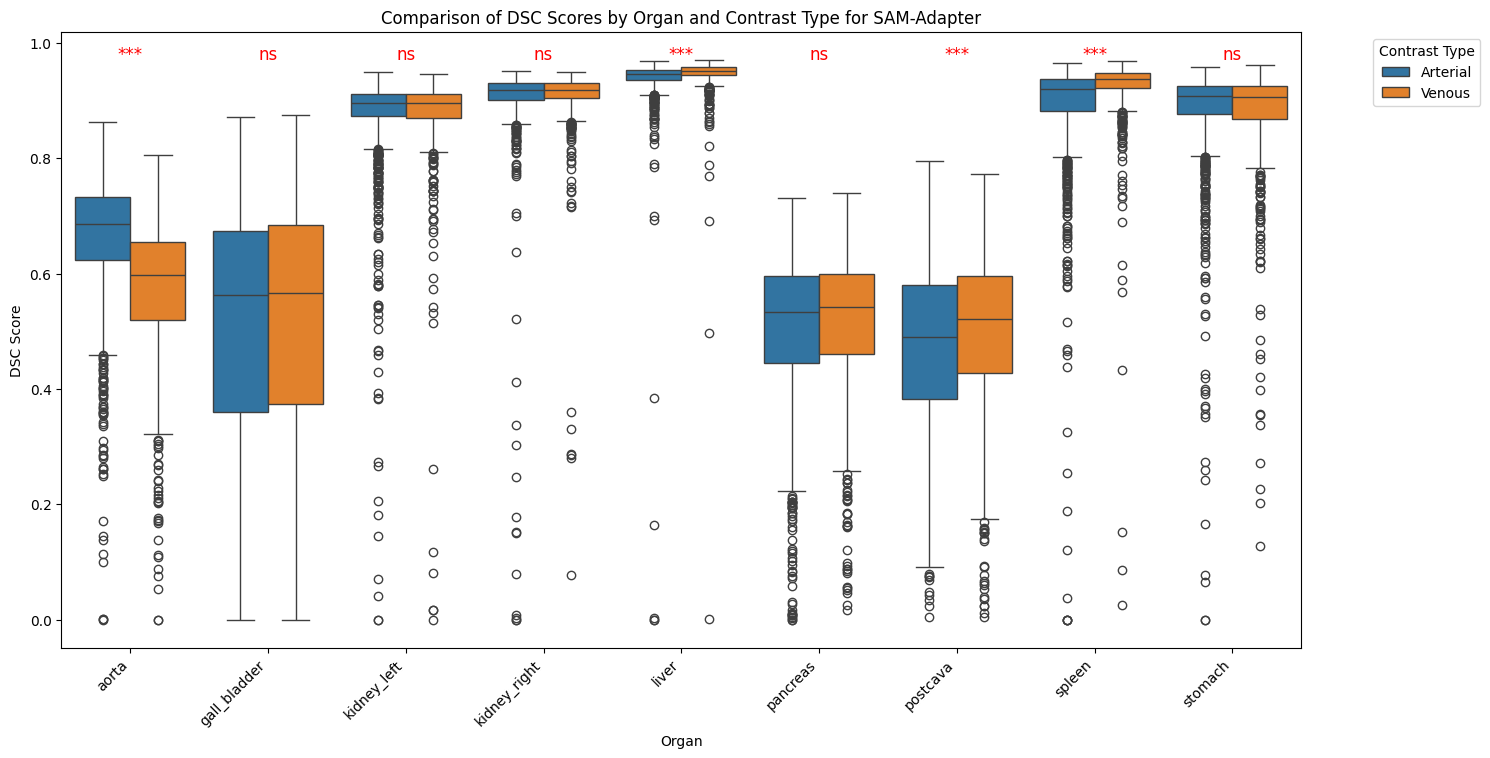 Comparison of DSC Scores by Organ and Contrast Type for SAM-Adapter
*** ns ns ns *** ns *** *** ns
Contrast Type
Arterial
Venous
1.0
0.8
0.6
0.4
0.2
0.0
DSC Score
aorta
gall_bladder
kidney_left
kidney_right
liver
pancreas
postcava
spleen
stomach
Organ